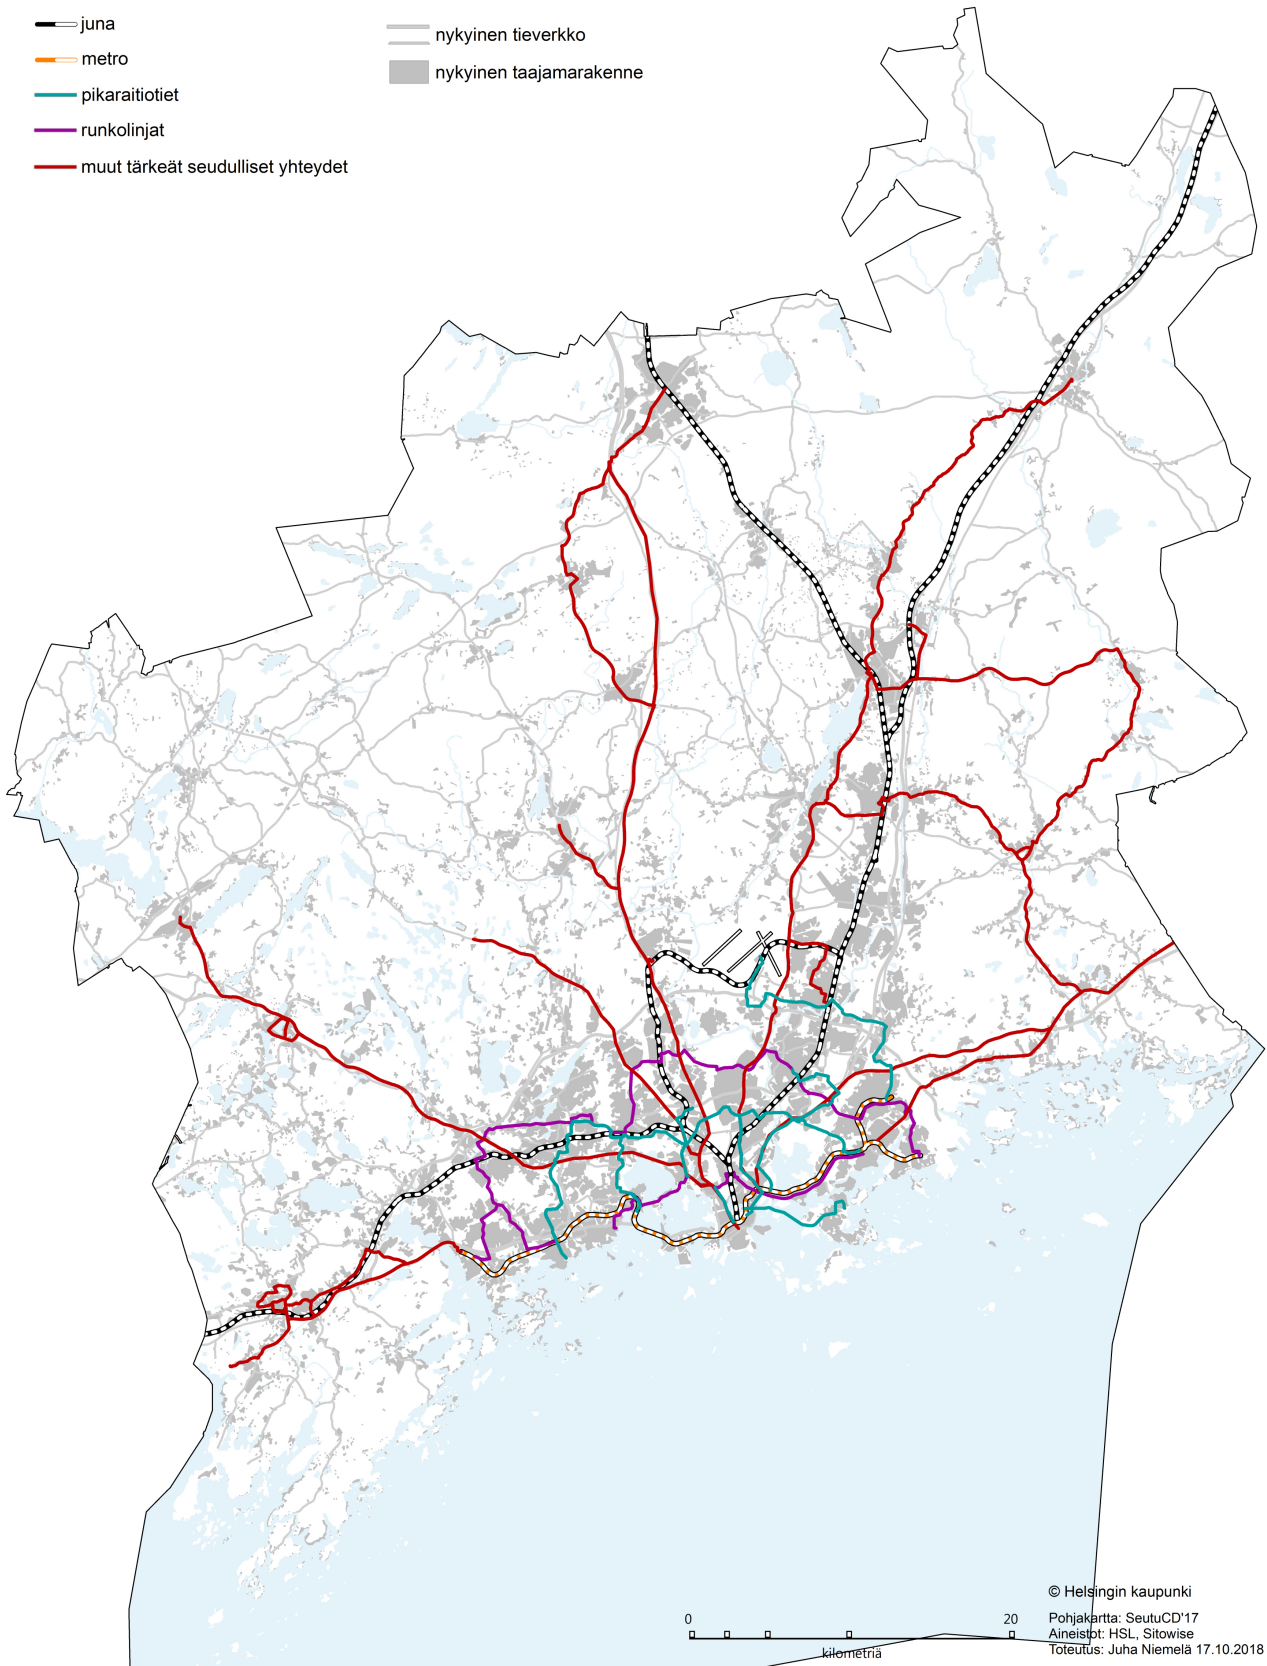 juna
metro
pikaraitiotiet
runkolinjat
muut tärkeät seudulliset yhteydet
nykyinen tieverkko
nykyinen taajamarakenne
0 20
kilometriä
© Helsingin kaupunki
Pohjakartta: SeutuCD'17
Aineistot: HSL, Sitowise
Toteutus: Juha Niemelä 17.10.2018